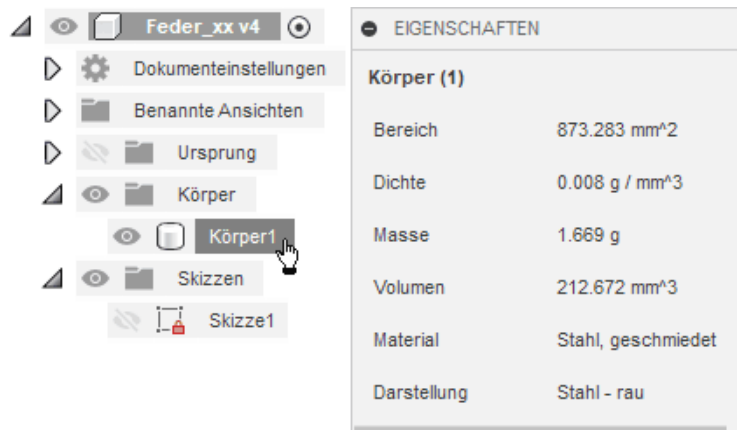 Feder_xx v4
Dokumenteinstellungen
Benannte Ansichten
Ursprung
Körper
Körper1
Skizzen
Skizze1
EIGENSCHAFTEN
Körper (1)
Bereich 873.283 mm^2
Dichte 0.008 g / mm^3
Masse 1.669 g
Volumen 212.672 mm^3
Material Stahl, geschmiedet
Darstellung Stahl - rau